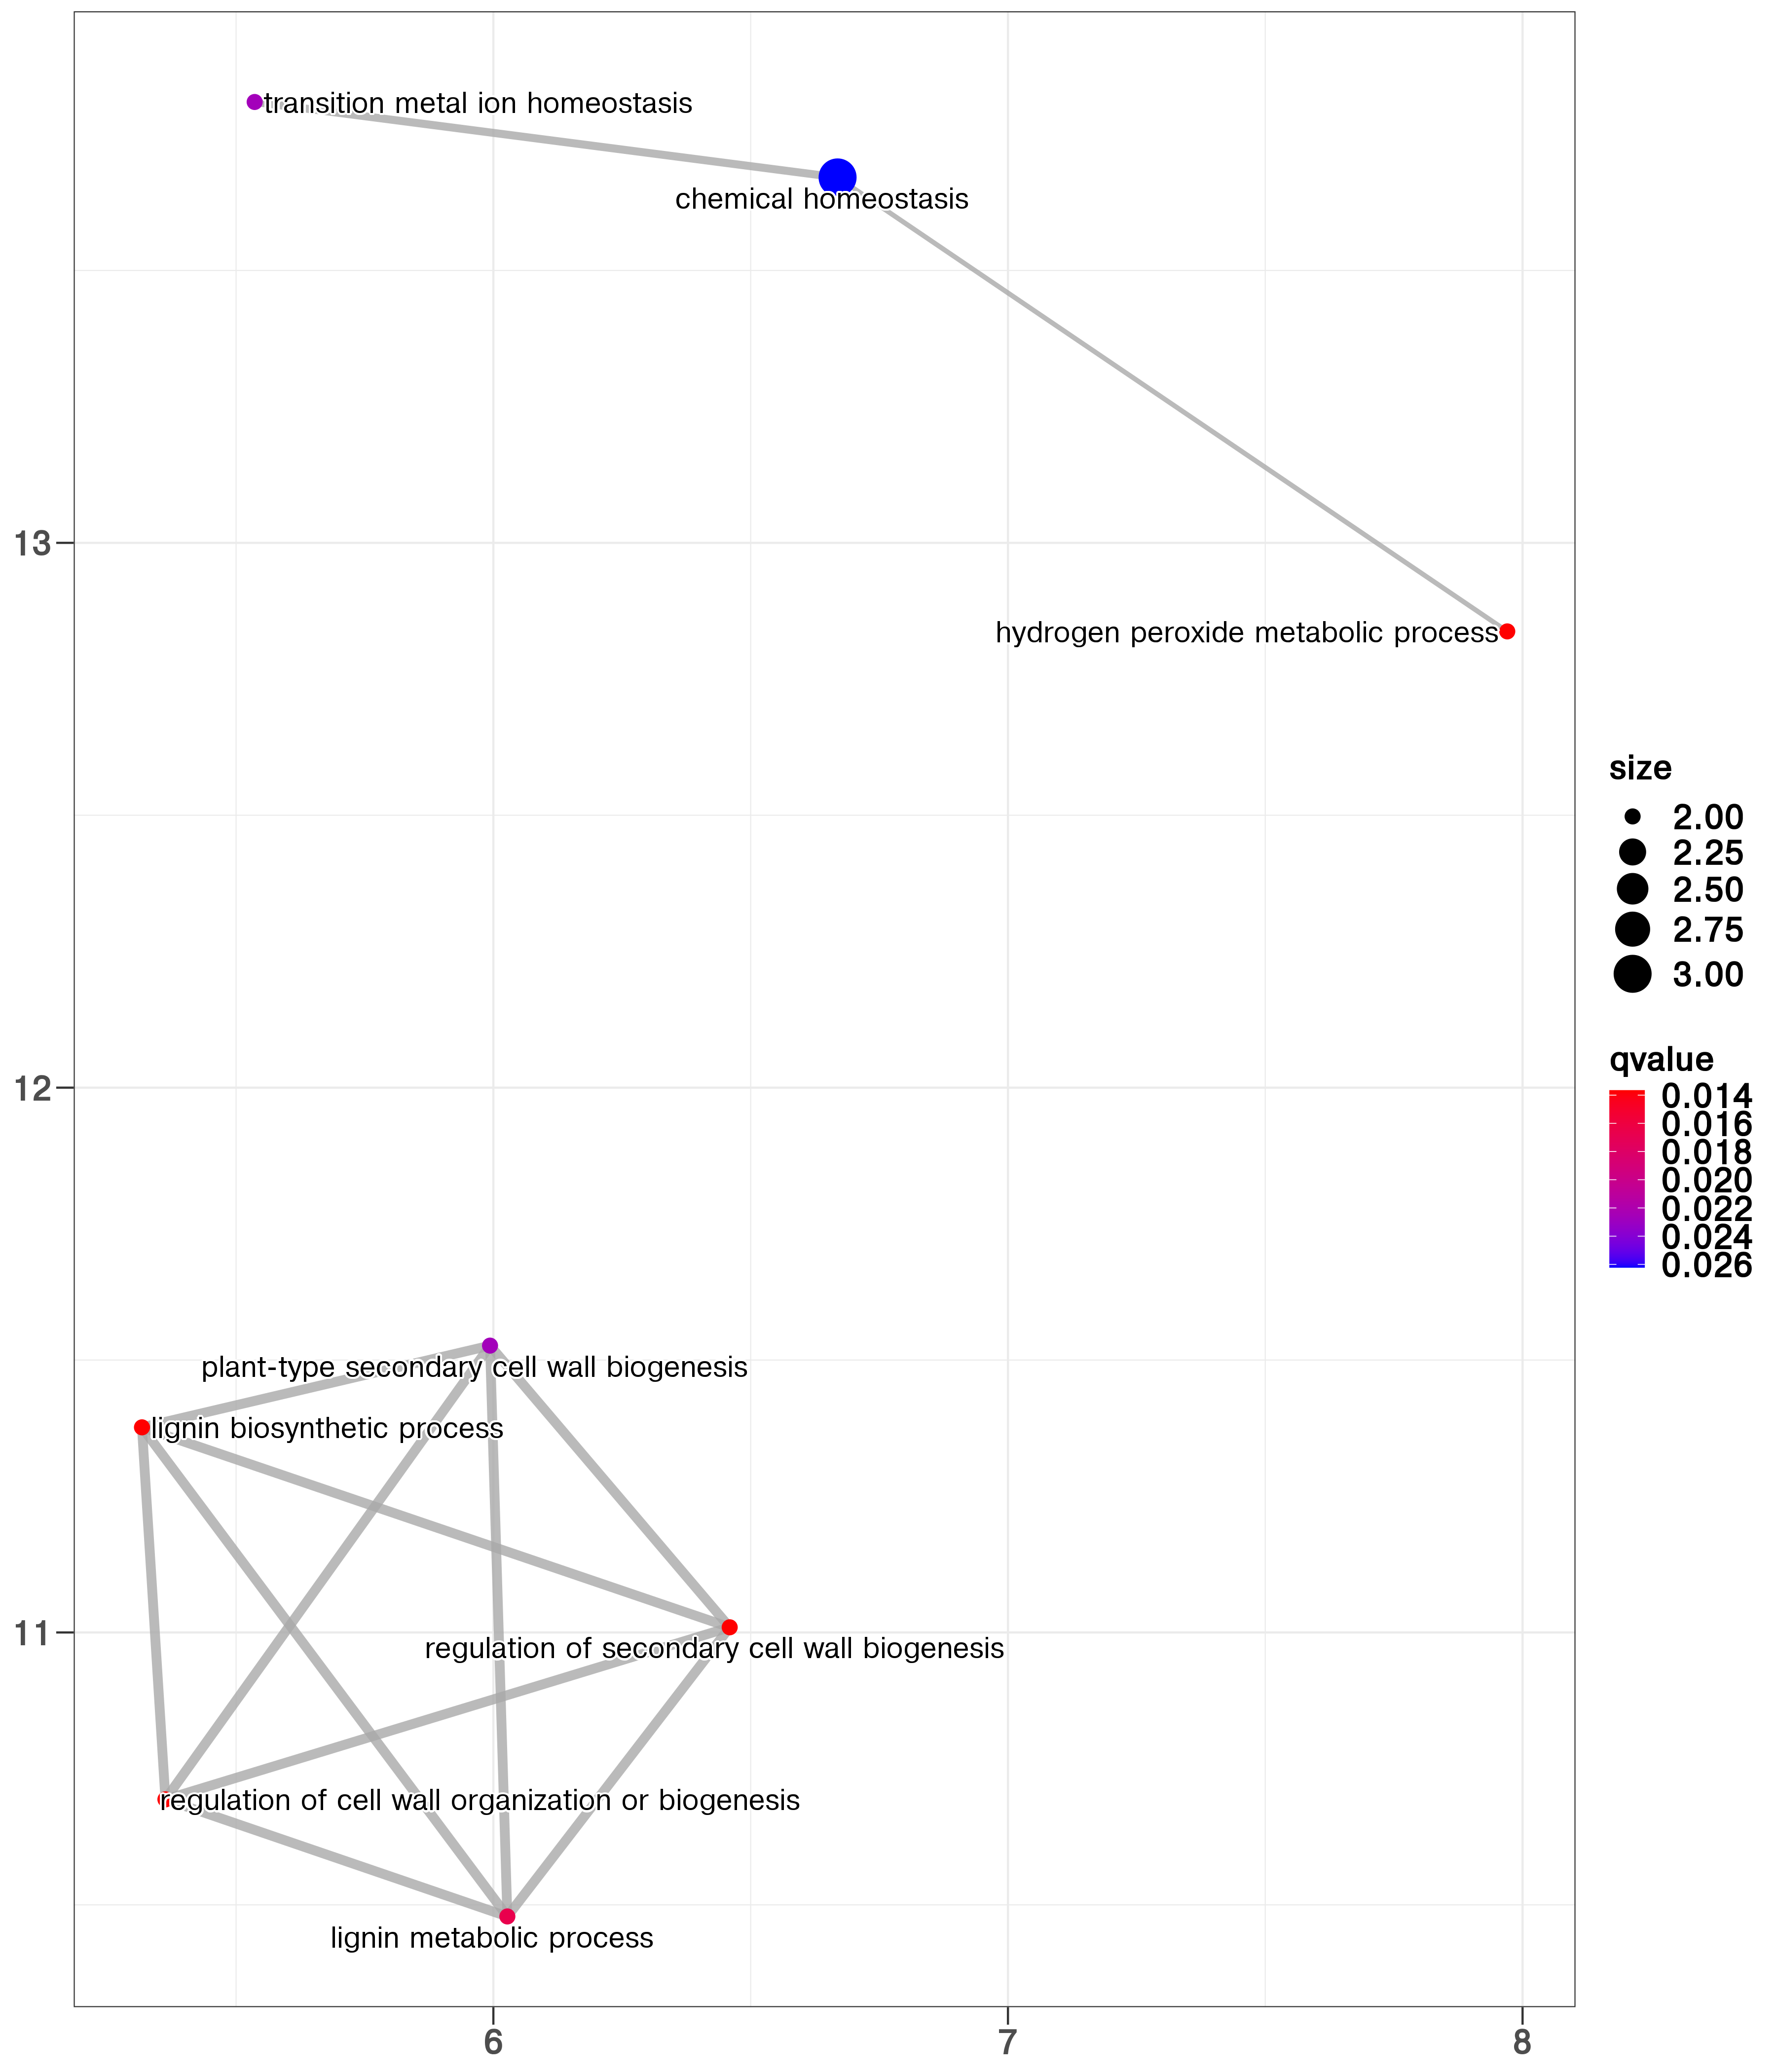 transition metal ion homeostasis
chemical homeostasis
13
hydrogen peroxide metabolic process
size
2.00
2.25
2.50
2.75
3.00
qvalue
0.014
0.016
0.018
0.020
0.022
0.024
0.026
12
plant-type secondary cell wall biogenesis
lignin biosynthetic process
11
regulation of secondary cell wall biogenesis
regulation of cell wall organization or biogenesis
lignin metabolic process
6
7
8